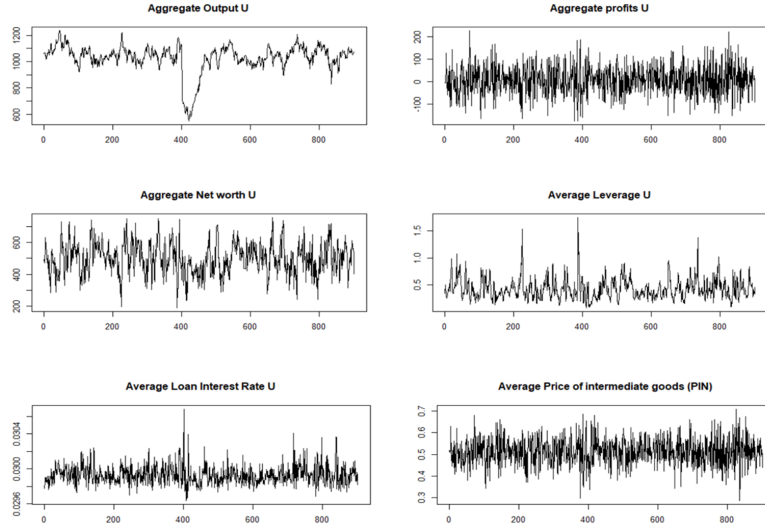 Aggregate Output U
1200
1000
800
600
0 200 400 600 800
Aggregate profits U
200
100
0
-100
0 200 400 600 800
Aggregate Net worth U
600
400
200
0 200 400 600 800
Average Leverage U
1.5
1.0
0.5
0 200 400 600 800
Average Loan Interest Rate U
0.0304
0.0300
0.0296
0 200 400 600 800
Average Price of intermediate goods (PIN)
0.7
0.6
0.5
0.4
0.3
0 200 400 600 800